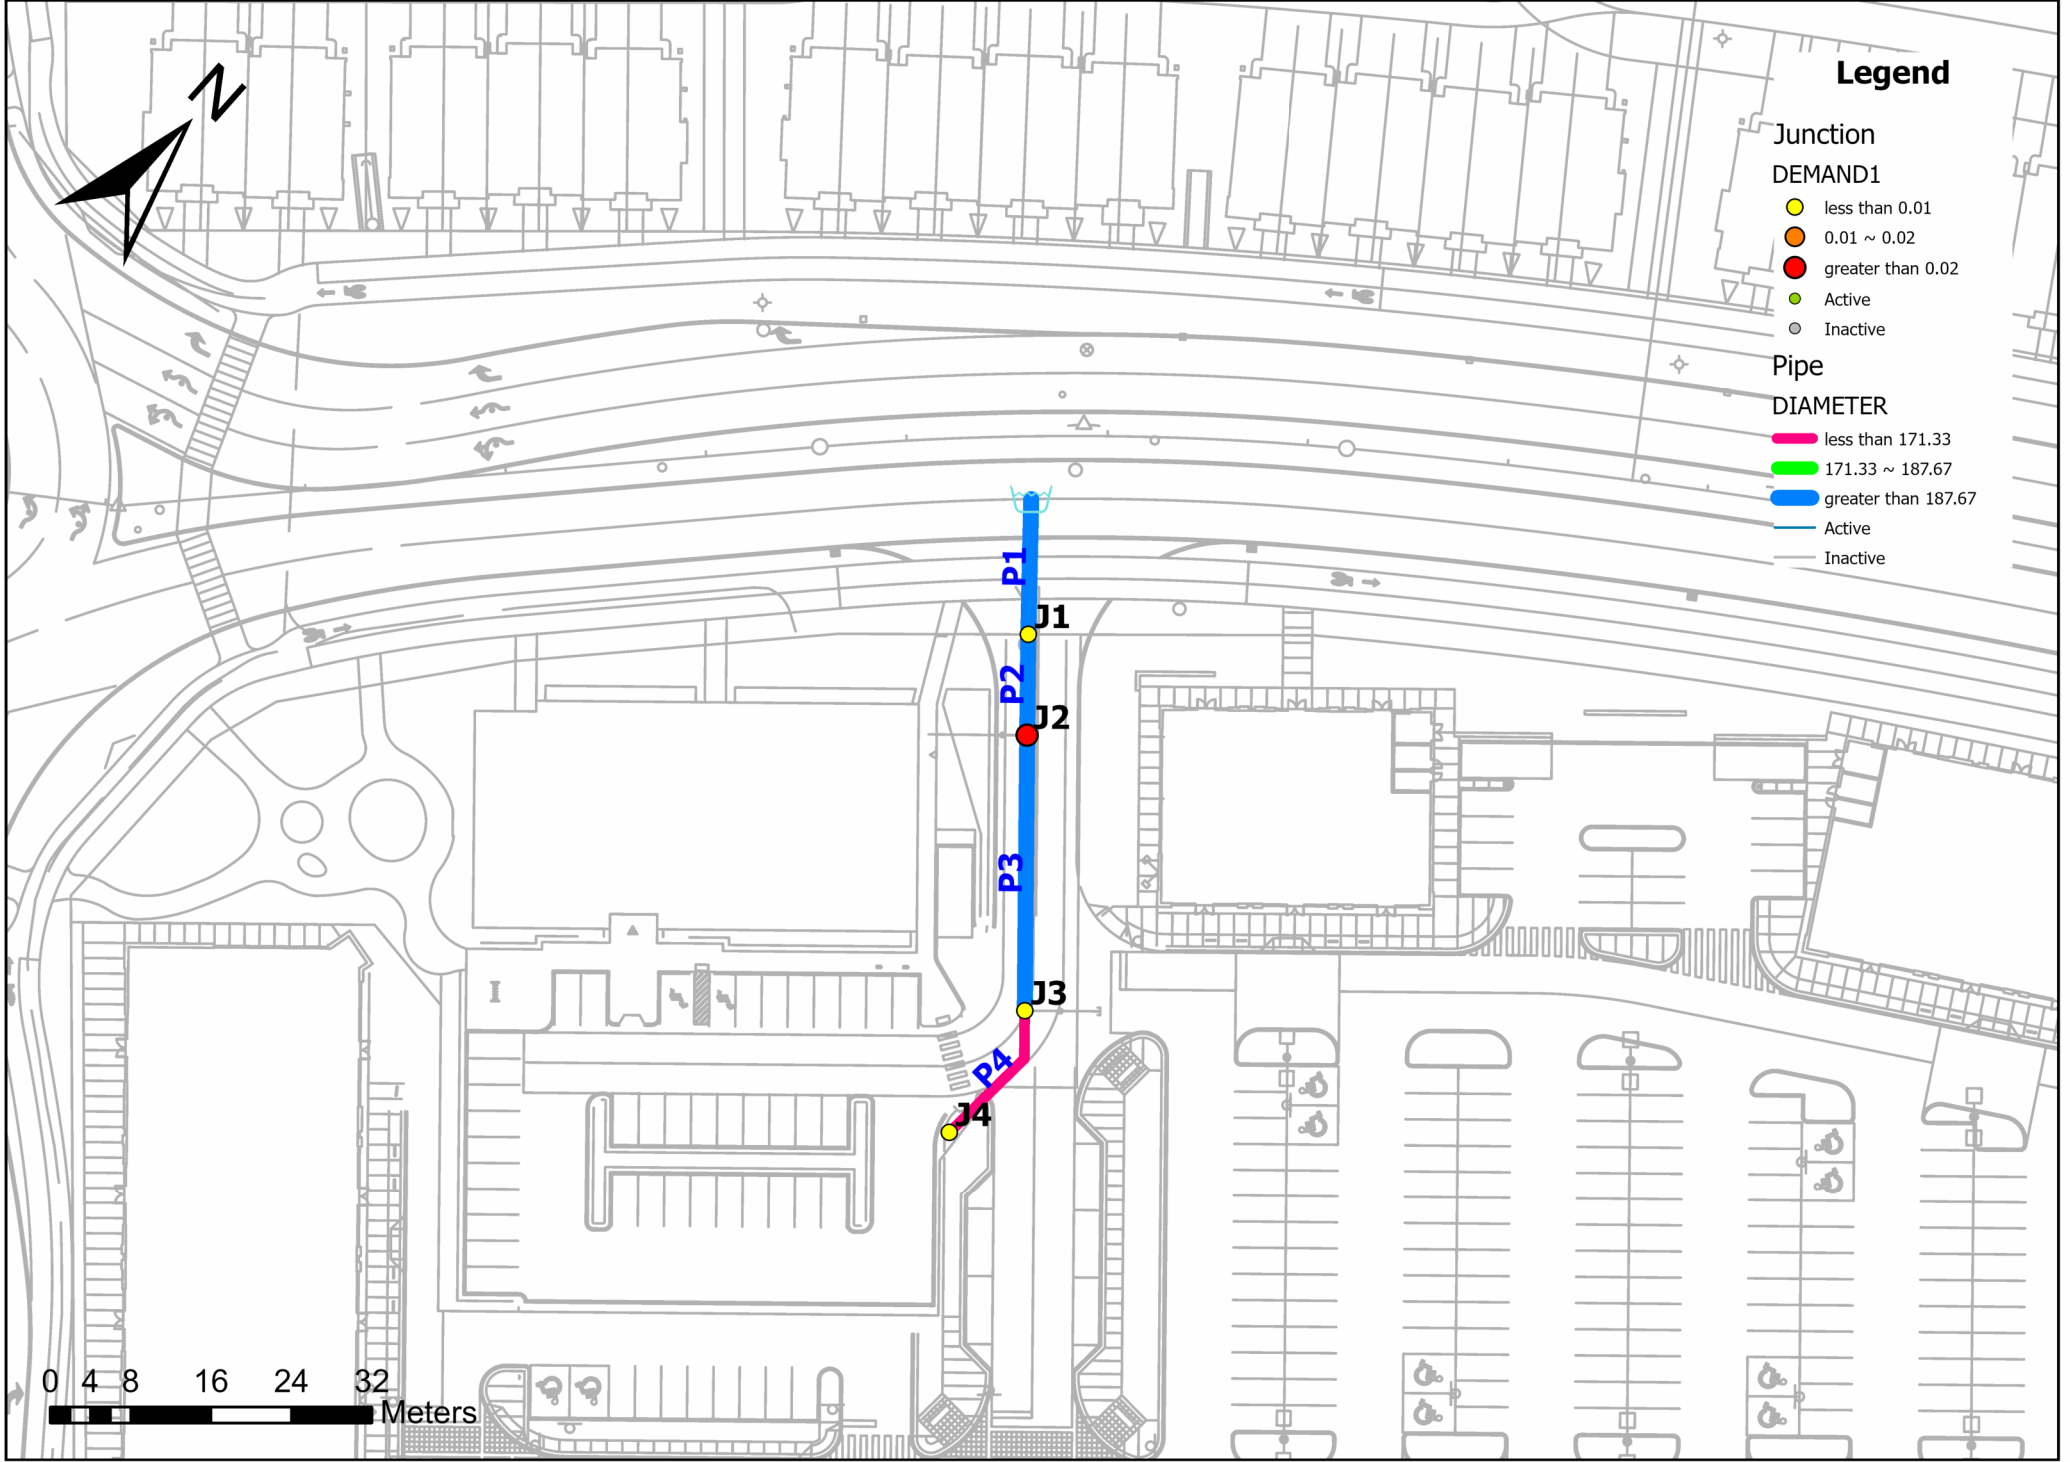 N
Legend
Junction
DEMAND1
less than 0.01
0.01 ~ 0.02
greater than 0.02
Active
Inactive
Pipe
DIAMETER
less than 171.33
171.33 ~ 187.67
greater than 187.67
Active
Inactive
P1
J1
P2
J2
P3
J3
P4
J4
0 4 8 16 24 32
Meters